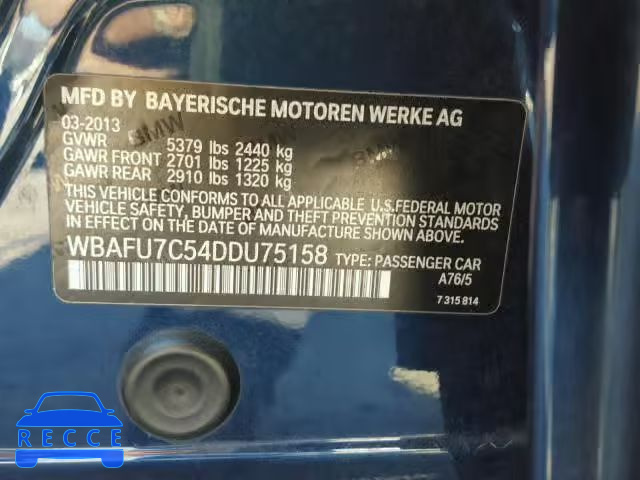 MFD BY BAYERISCHE MOTOREN WERKE AG
03-2013
GVWR 5379 lbs 2440 kg
GAWR FRONT 2701 lbs 1225 kg
GAWR REAR 2910 lbs 1320 kg
THIS VEHICLE CONFORMS TO ALL APPLICABLE U.S.FEDERAL MOTOR
VEHICLE SAFETY, BUMPER AND THEFT PREVENTION STANDARDS
IN EFFECT ON THE DATE OF MANUFACTURE SHOWN ABOVE.
WBAFU7C54DDU75158 TYPE: PASSENGER CAR
A76/5
7 315 814
BMW
BMW
RECCE